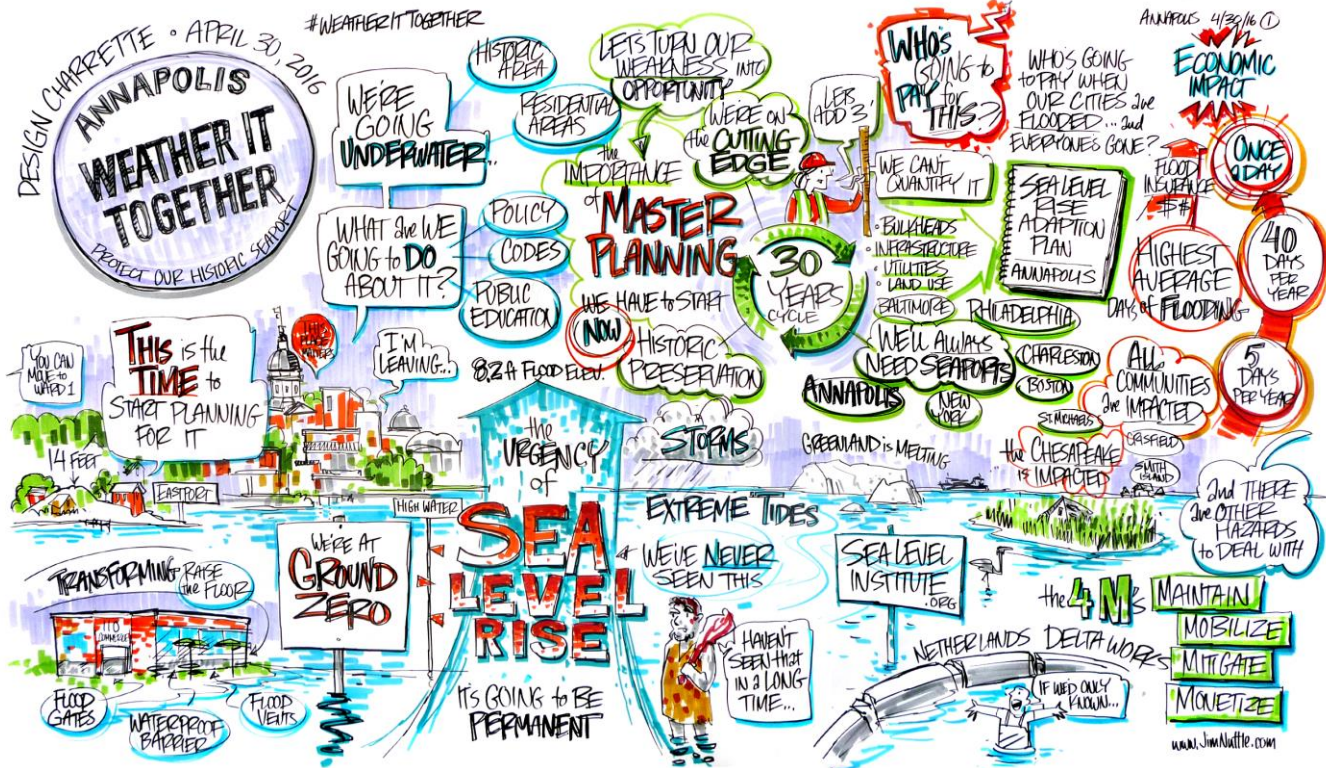 #WEATHERITTOGETHER
DESIGN CHARRETTE • APRIL 30, 2016
ANNAPOLIS
WEATHER IT
TOGETHER
PROTECT OUR HISTORIC SEAPORT
WE'RE
GOING
UNDERWATER...
HISTORIC
AREA
RESIDENTIAL
AREAS
WHAT are WE
GOING to DO
ABOUT IT?
POLICY
CODES
PUBLIC
EDUCATION
LET'S TURN OUR
WEAKNESS INTO
OPPORTUNITY
WE'RE ON
the CUTTING
EDGE
LETS
ADD 3'
the
IMPORTANCE
of MASTER
PLANNING
WE HAVE to START
NOW
30
YEARS
CYCLE
HISTORIC
PRESERVATION
WHO'S
GOING to
PAY for
THIS?
WHO'S GOING
to PAY WHEN
OUR CITIES are
FLOODED... and
EVERYONE'S GONE?
WE CAN'T
QUANTIFY IT
• BULKHEADS
• INFRASTRUCTURE
• UTILITIES
• LAND USE
SEA LEVEL
RISE
ADAPTION
PLAN
ANNAPOLIS
BALTIMORE
PHILADELPHIA
WE'LL ALWAYS
NEED SEAPORTS
CHARLESTON
BOSTON
ANNAPOLIS
NEW
YORK
ST. MICHAELS
ANNAPOLIS 4/30/16 1
ECONOMIC
IMPACT
FLOOD
INSURANCE
$$
ONCE
a DAY
HIGHEST
AVERAGE
DAYS of FLOODING
40
DAYS
PER
YEAR
5
DAYS
PER YEAR
ALL
COMMUNITIES
are IMPACTED
the CHESAPEAKE
is IMPACTED
CRISFIELD
SMITH
ISLAND
and THERE
are OTHER
HAZARDS
to DEAL WITH
YOU CAN
MOVE to
WARD 1
THIS is the
TIME to
START PLANNING
FOR IT
THIS
PLACE
MATTERS
I'M
LEAVING...
14 FEET
EASTPORT
8.2 ft FLOOD ELEV.
the
URGENCY
of
SEA
LEVEL
RISE
IT'S GOING to BE
PERMANENT
HIGH WATER
WE'RE AT
GROUND
ZERO
TRANSFORMING
RAISE
the FLOOR
FLOOD
GATES
WATERPROOF
BARRIER
FLOOD
VENTS
STORMS
EXTREME TIDES
WE'VE NEVER
SEEN THIS
HAVEN'T
SEEN that
IN a LONG
TIME...
GREENLAND is MELTING
SEA LEVEL
INSTITUTE
.ORG
NETHERLANDS DELTA WORKS
IF WE'D ONLY
KNOWN...
the 4 M's
MAINTAIN
MOBILIZE
MITIGATE
MONETIZE
www.JimNuttle.com